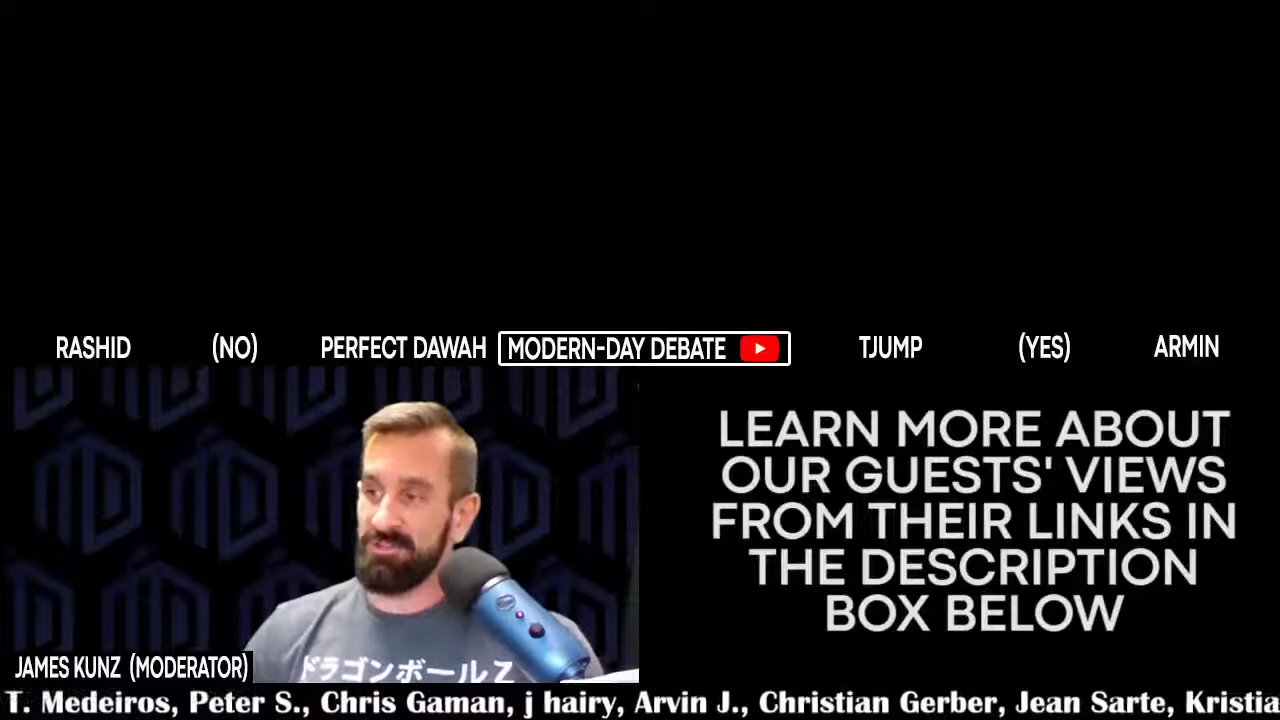 RASHID (NO) PERFECT DAWAH MODERN-DAY DEBATE TJUMP (YES) ARMIN
LEARN MORE ABOUT
OUR GUESTS' VIEWS
FROM THEIR LINKS IN
THE DESCRIPTION
BOX BELOW
ドラゴンボールZ
JAMES KUNZ (MODERATOR)
T. Medeiros, Peter S., Chris Gaman, j hairy, Arvin J., Christian Gerber, Jean Sarte, Kristia